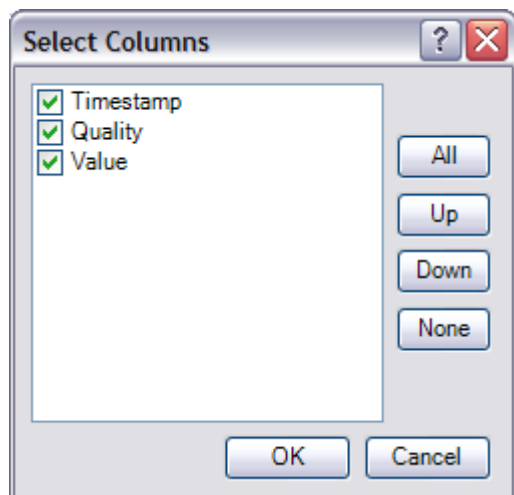 Select Columns ?
Timestamp
Quality
Value
All
Up
Down
None
OK Cancel